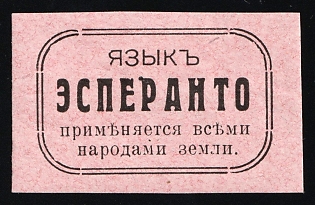 ЯЗЫКЪ
ЭСПЕРАНТО
примѣняется всѣми
народами земли.